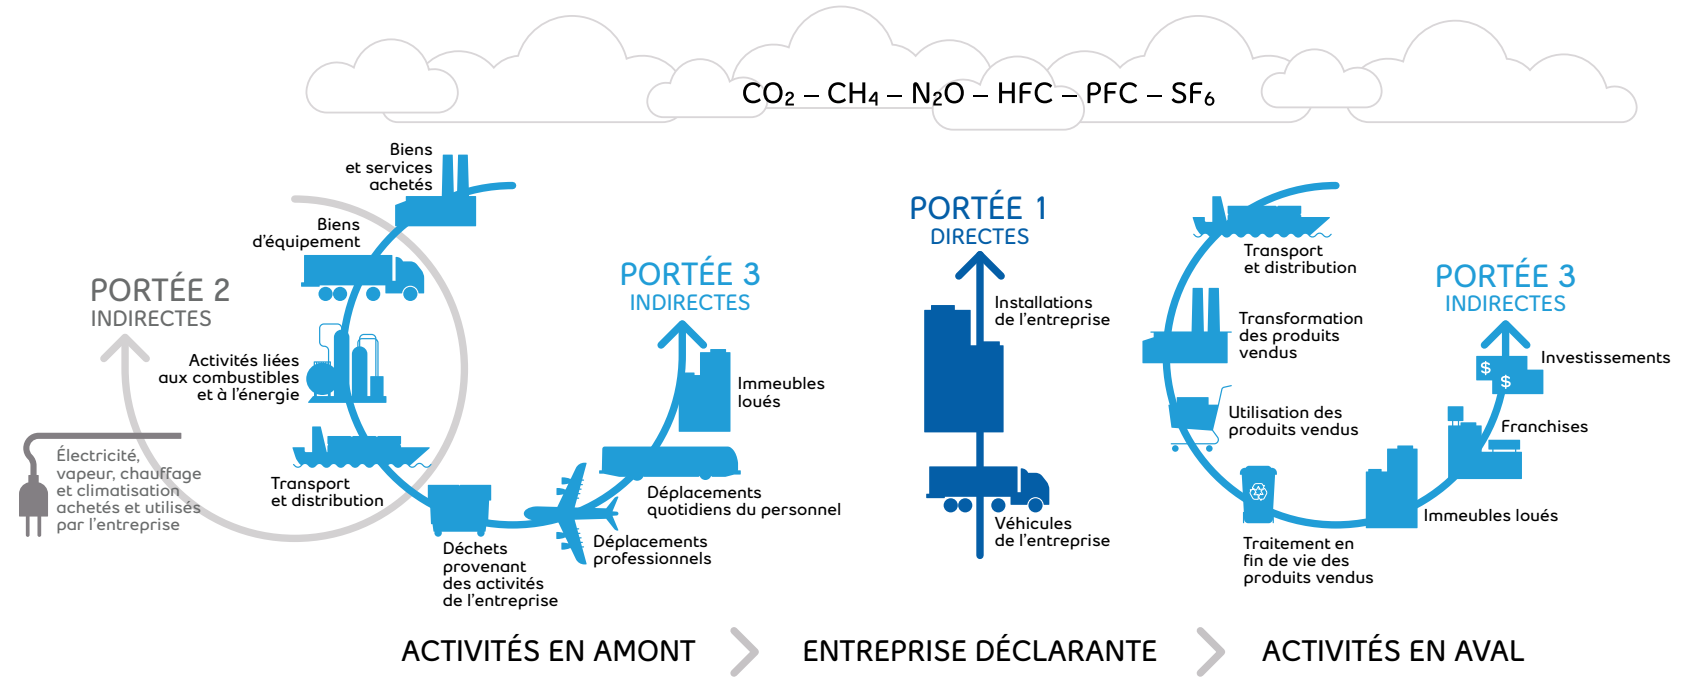 CO₂ – CH₄ – N₂O – HFC – PFC – SF₆
Biens
et services
achetés
Biens
d'équipement
PORTÉE 2
INDIRECTES
Activités liées
aux combustibles
et à l'énergie
Électricité,
vapeur, chauffage
et climatisation
achetés et utilisés
par l'entreprise
Transport
et distribution
Déchets
provenant
des activités
de l'entreprise
Déplacements
professionnels
Déplacements
quotidiens du personnel
Immeubles
loués
PORTÉE 3
INDIRECTES
PORTÉE 1
DIRECTES
Installations
de l'entreprise
Véhicules
de l'entreprise
Transport
et distribution
Transformation
des produits
vendus
Utilisation des
produits vendus
Traitement en
fin de vie des
produits vendus
Immeubles loués
Franchises
Investissements
$
$
PORTÉE 3
INDIRECTES
ACTIVITÉS EN AMONT
ENTREPRISE DÉCLARANTE
ACTIVITÉS EN AVAL